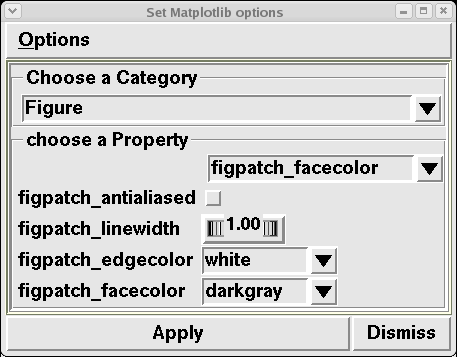 Set Matplotlib options
Options
Choose a Category
Figure
choose a Property
figpatch_facecolor
figpatch_antialiased
figpatch_linewidth 1.00
figpatch_edgecolor white
figpatch_facecolor darkgray
Apply Dismiss